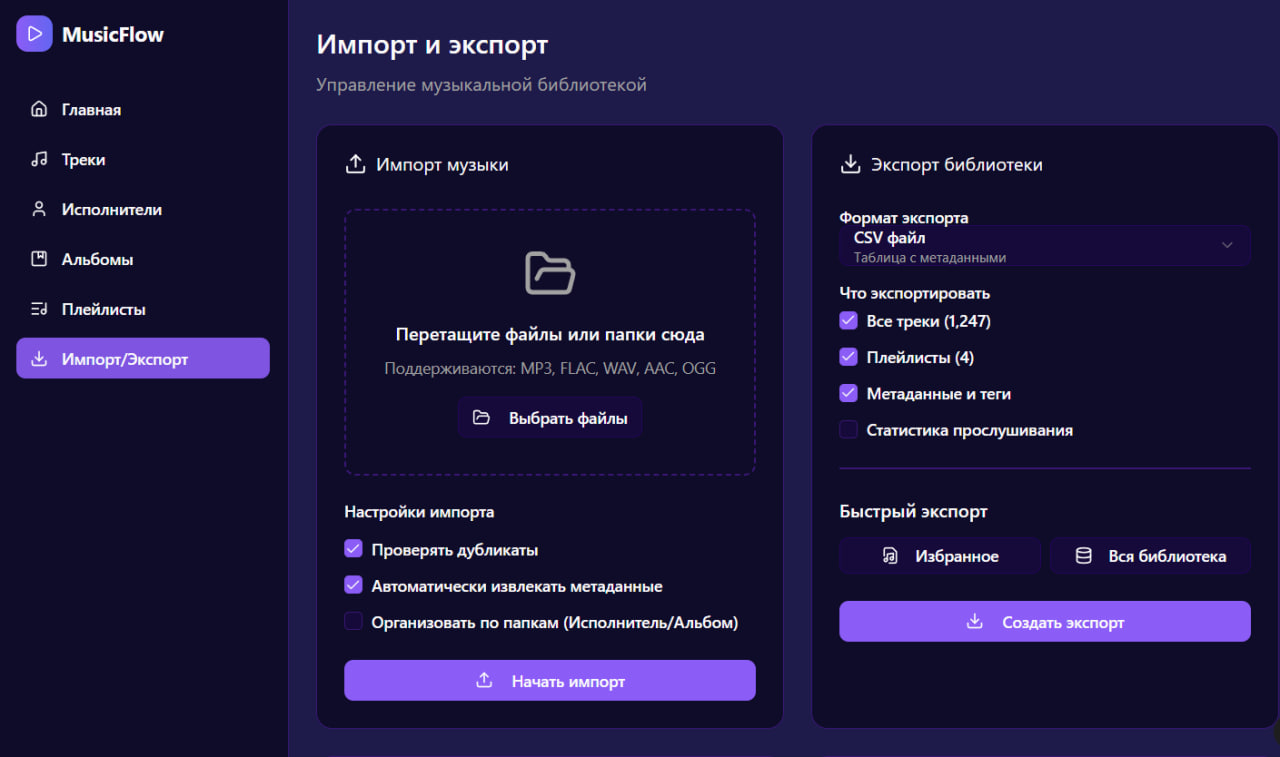 MusicFlow
Главная
Треки
Исполнители
Альбомы
Плейлисты
Импорт/Экспорт
Импорт и экспорт
Управление музыкальной библиотекой
Импорт музыки
Перетащите файлы или папки сюда
Поддерживаются: MP3, FLAC, WAV, AAC, OGG
Выбрать файлы
Настройки импорта
Проверять дубликаты
Автоматически извлекать метаданные
Организовать по папкам (Исполнитель/Альбом)
Начать импорт
Экспорт библиотеки
Формат экспорта
CSV файл
Таблица с метаданными
Что экспортировать
Все треки (1,247)
Плейлисты (4)
Метаданные и теги
Статистика прослушивания
Быстрый экспорт
Избранное
Вся библиотека
Создать экспорт